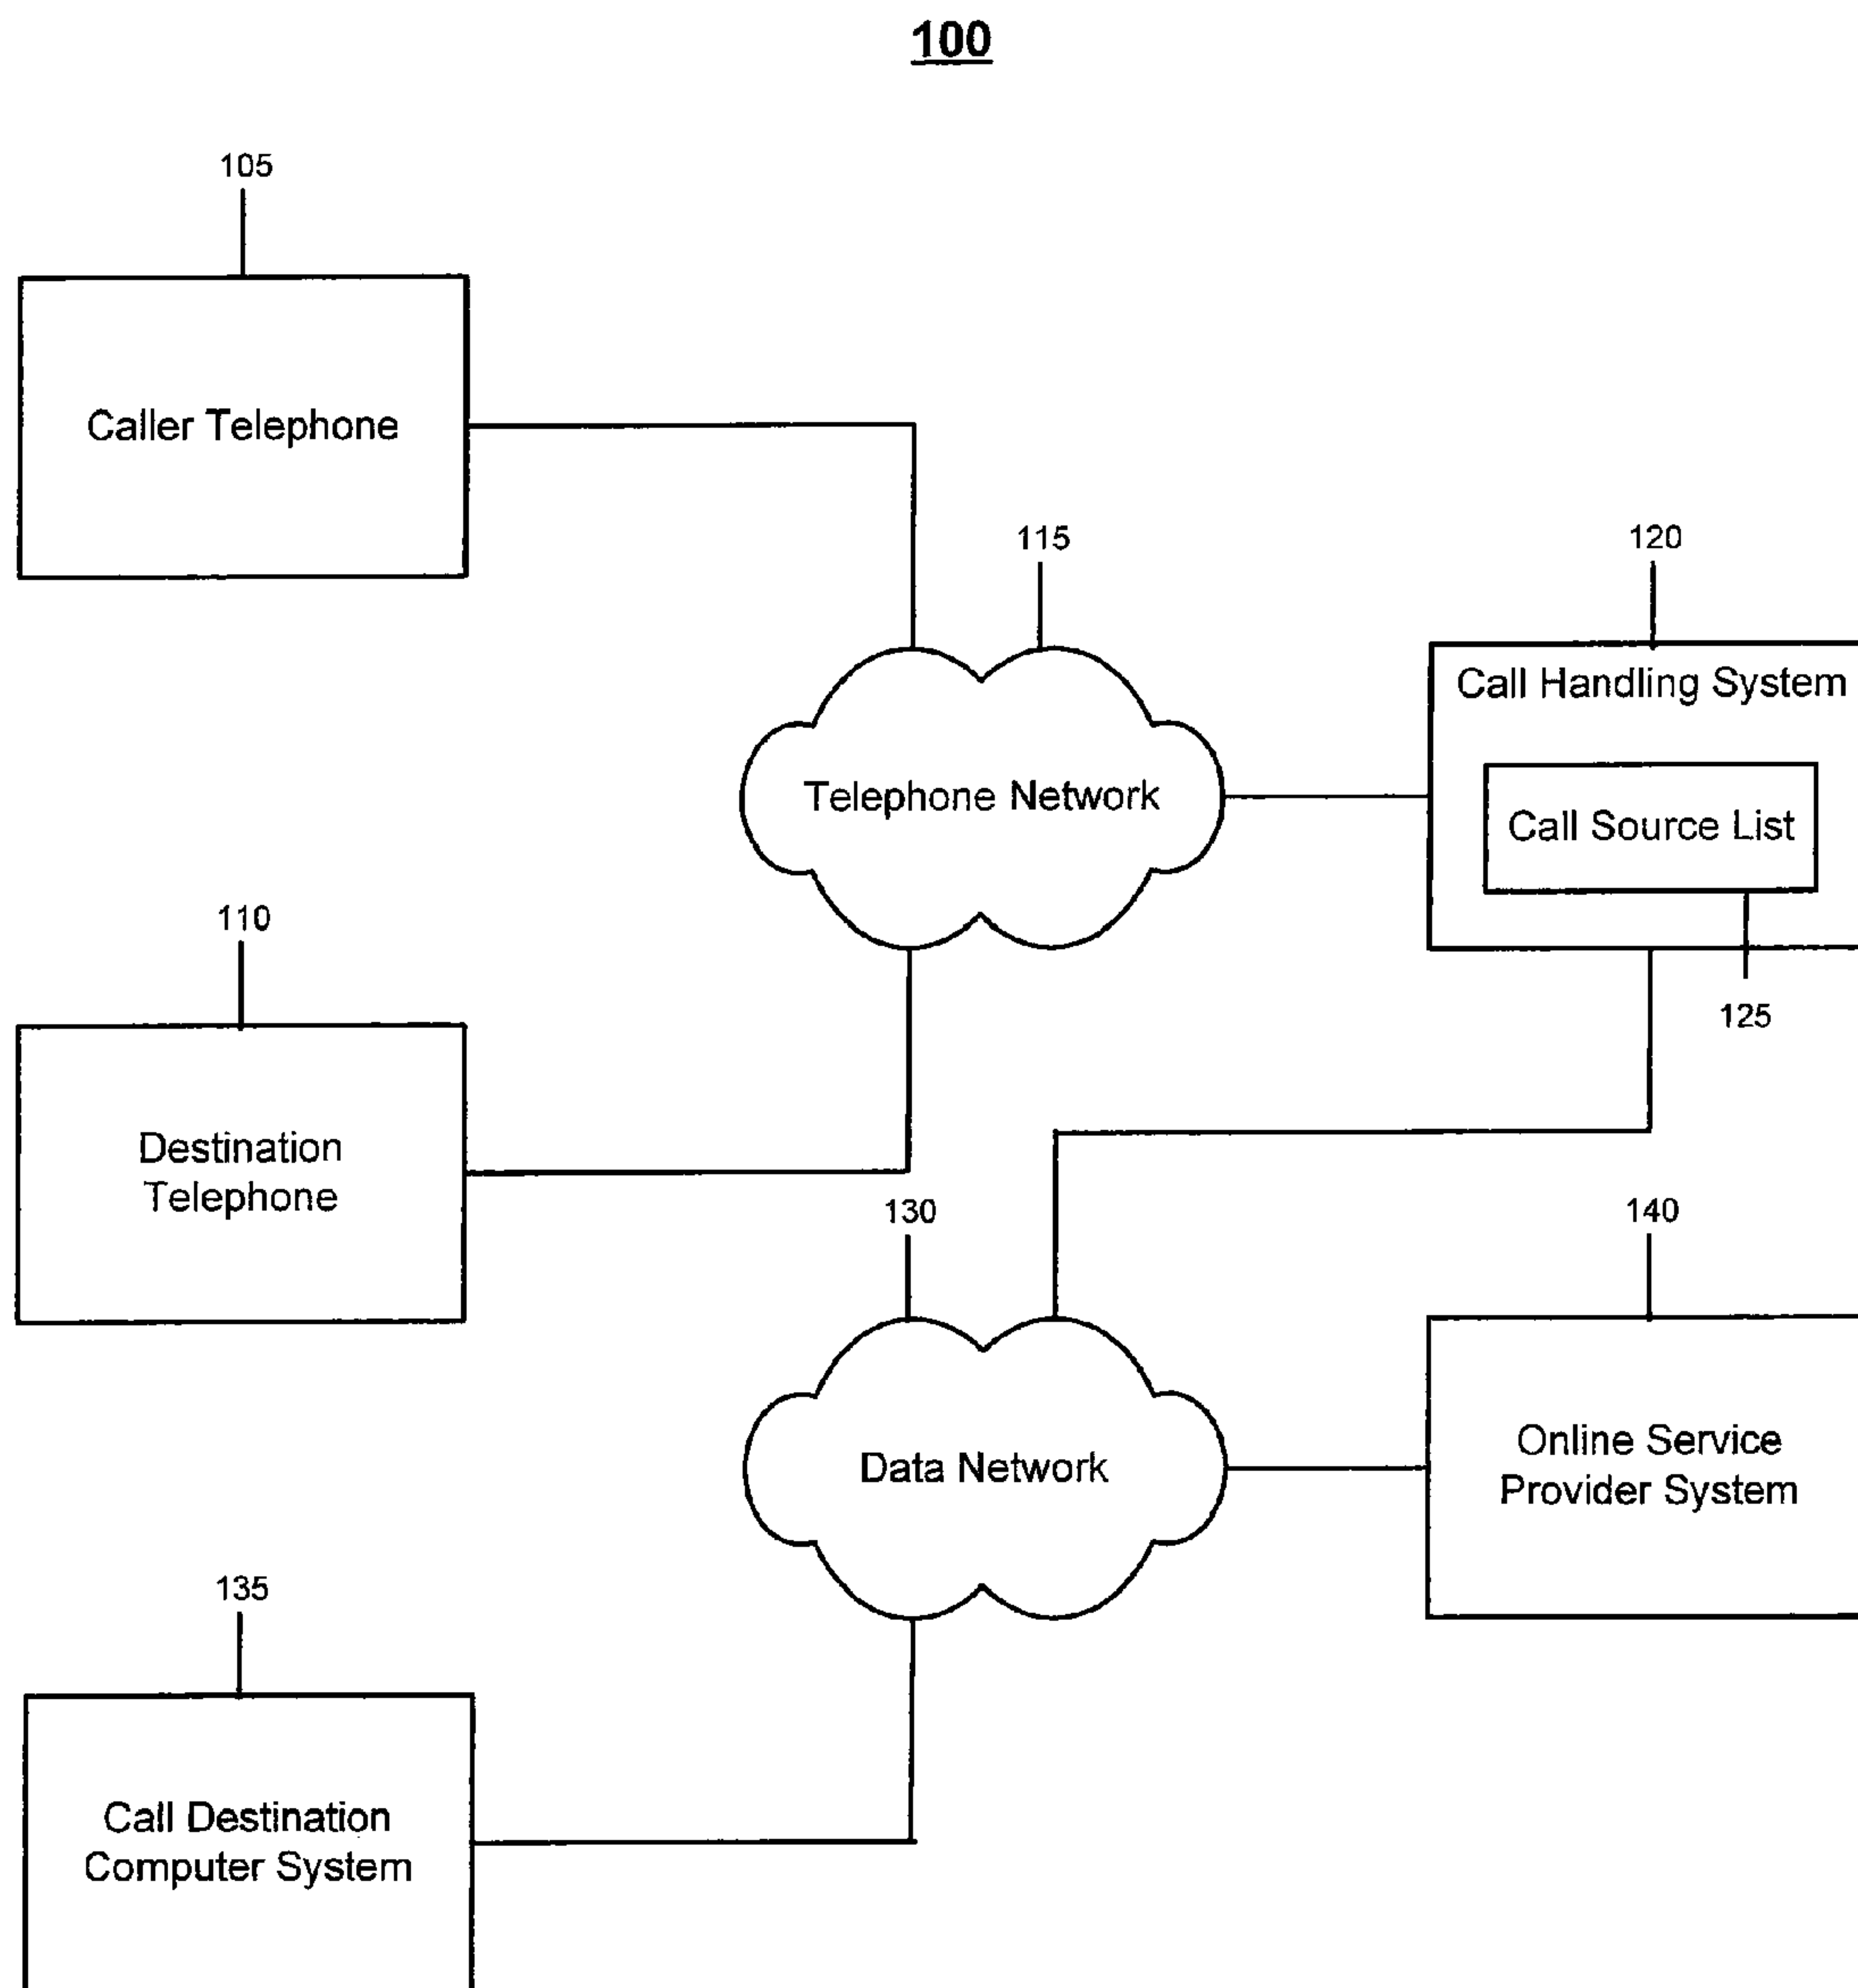 100
105
Caller Telephone
115
120
Call Handling System
Telephone Network
Call Source List
110
125
Destination
Telephone
130
140
Data Network
Online Service
Provider System
135
Call Destination
Computer System